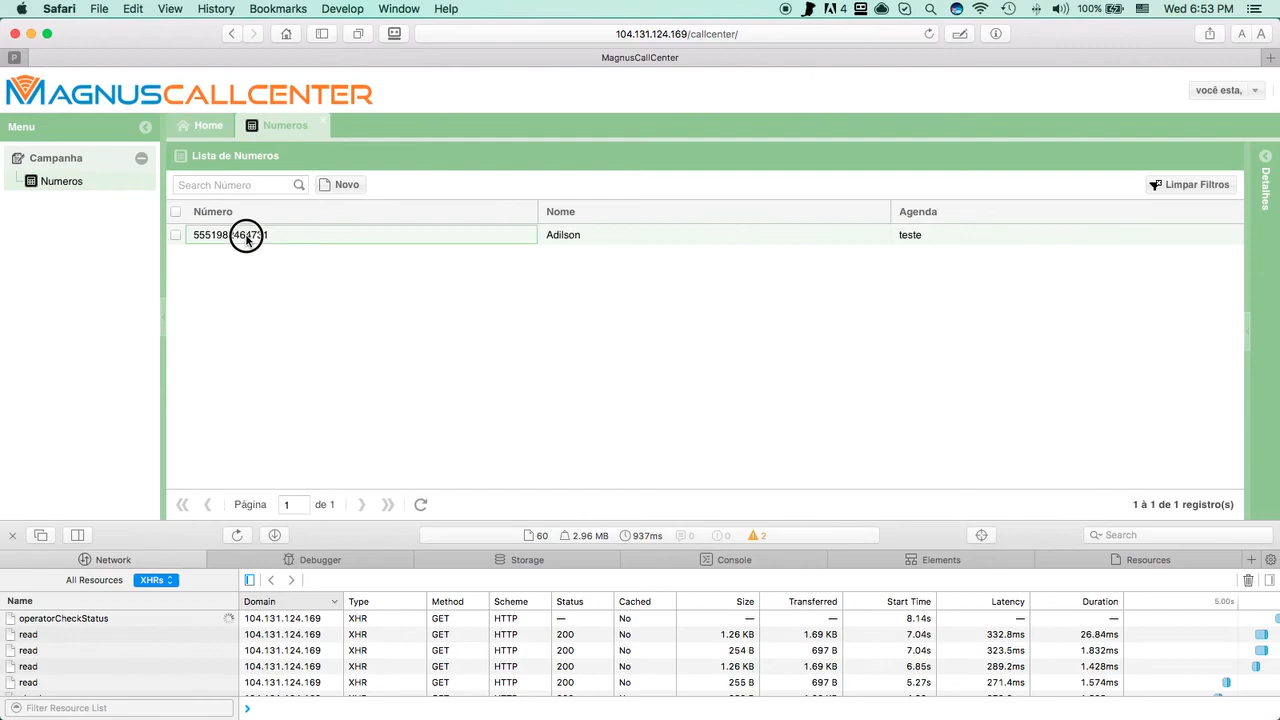 Safari File Edit View History Bookmarks Develop Window Help 4 100% Wed 6:53 PM
104.131.124.169/callcenter/ A A
P MagnusCallCenter
MAGNUSCALLCENTER você esta,
Menu Home Numeros
Campanha Lista de Numeros
Numeros Search Número Novo Limpar Filtros Detalhes
Número Nome Agenda
Adilson teste
Página 1 de 1 1 à 1 de 1 registro(s)
60 2.96 MB 937ms 0 0 2 Search
Network Debugger Storage Console Elements Resources
All Resources XHRs
Name Domain Type Method Scheme Status Cached Size Transferred Start Time Latency Duration 5.00s
operatorCheckStatus 104.131.124.169 XHR GET HTTP — No — — 8.14s — —
read 104.131.124.169 XHR GET HTTP 200 No 1.26 KB 1.69 KB 7.04s 332.8ms 26.84ms
read 104.131.124.169 XHR GET HTTP 200 No 254 B 697 B 7.04s 323.5ms 1.832ms
read 104.131.124.169 XHR GET HTTP 200 No 1.26 KB 1.69 KB 6.85s 289.2ms 1.428ms
read 104.131.124.169 XHR GET HTTP 200 No 255 B 697 B 5.27s 271.4ms 1.574ms
Filter Resource List